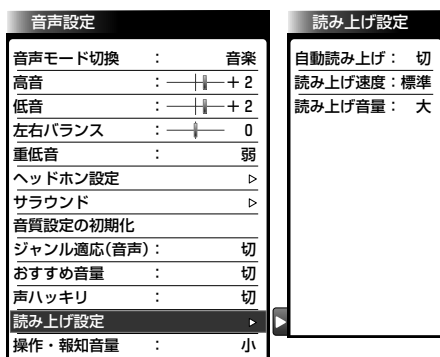 音声設定
音声モード切換 : 音楽
高音 : +2
低音 : +2
左右バランス : 0
重低音 : 弱
ヘッドホン設定 ▷
サラウンド ▷
音質設定の初期化
ジャンル適応(音声) : 切
おすすめ音量 : 切
声ハッキリ : 切
読み上げ設定
操作・報知音量 : 小
読み上げ設定
自動読み上げ: 切
読み上げ速度:標準
読み上げ音量: 大